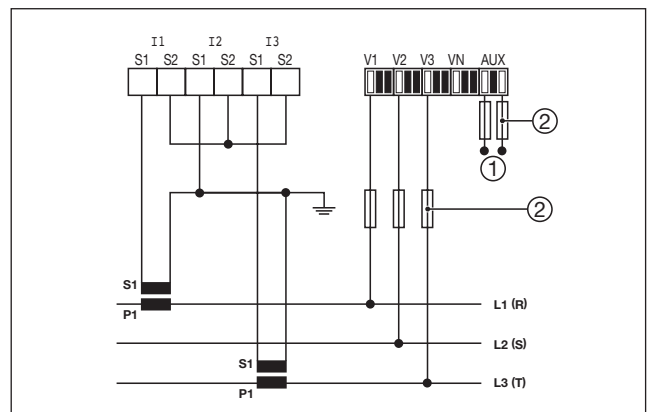 I1 I2 I3
S1 S2 S1 S2 S1 S2
V1 V2 V3 VN AUX
2
1
2
S1
P1
L1 (R)
L2 (S)
S1
P1
L3 (T)